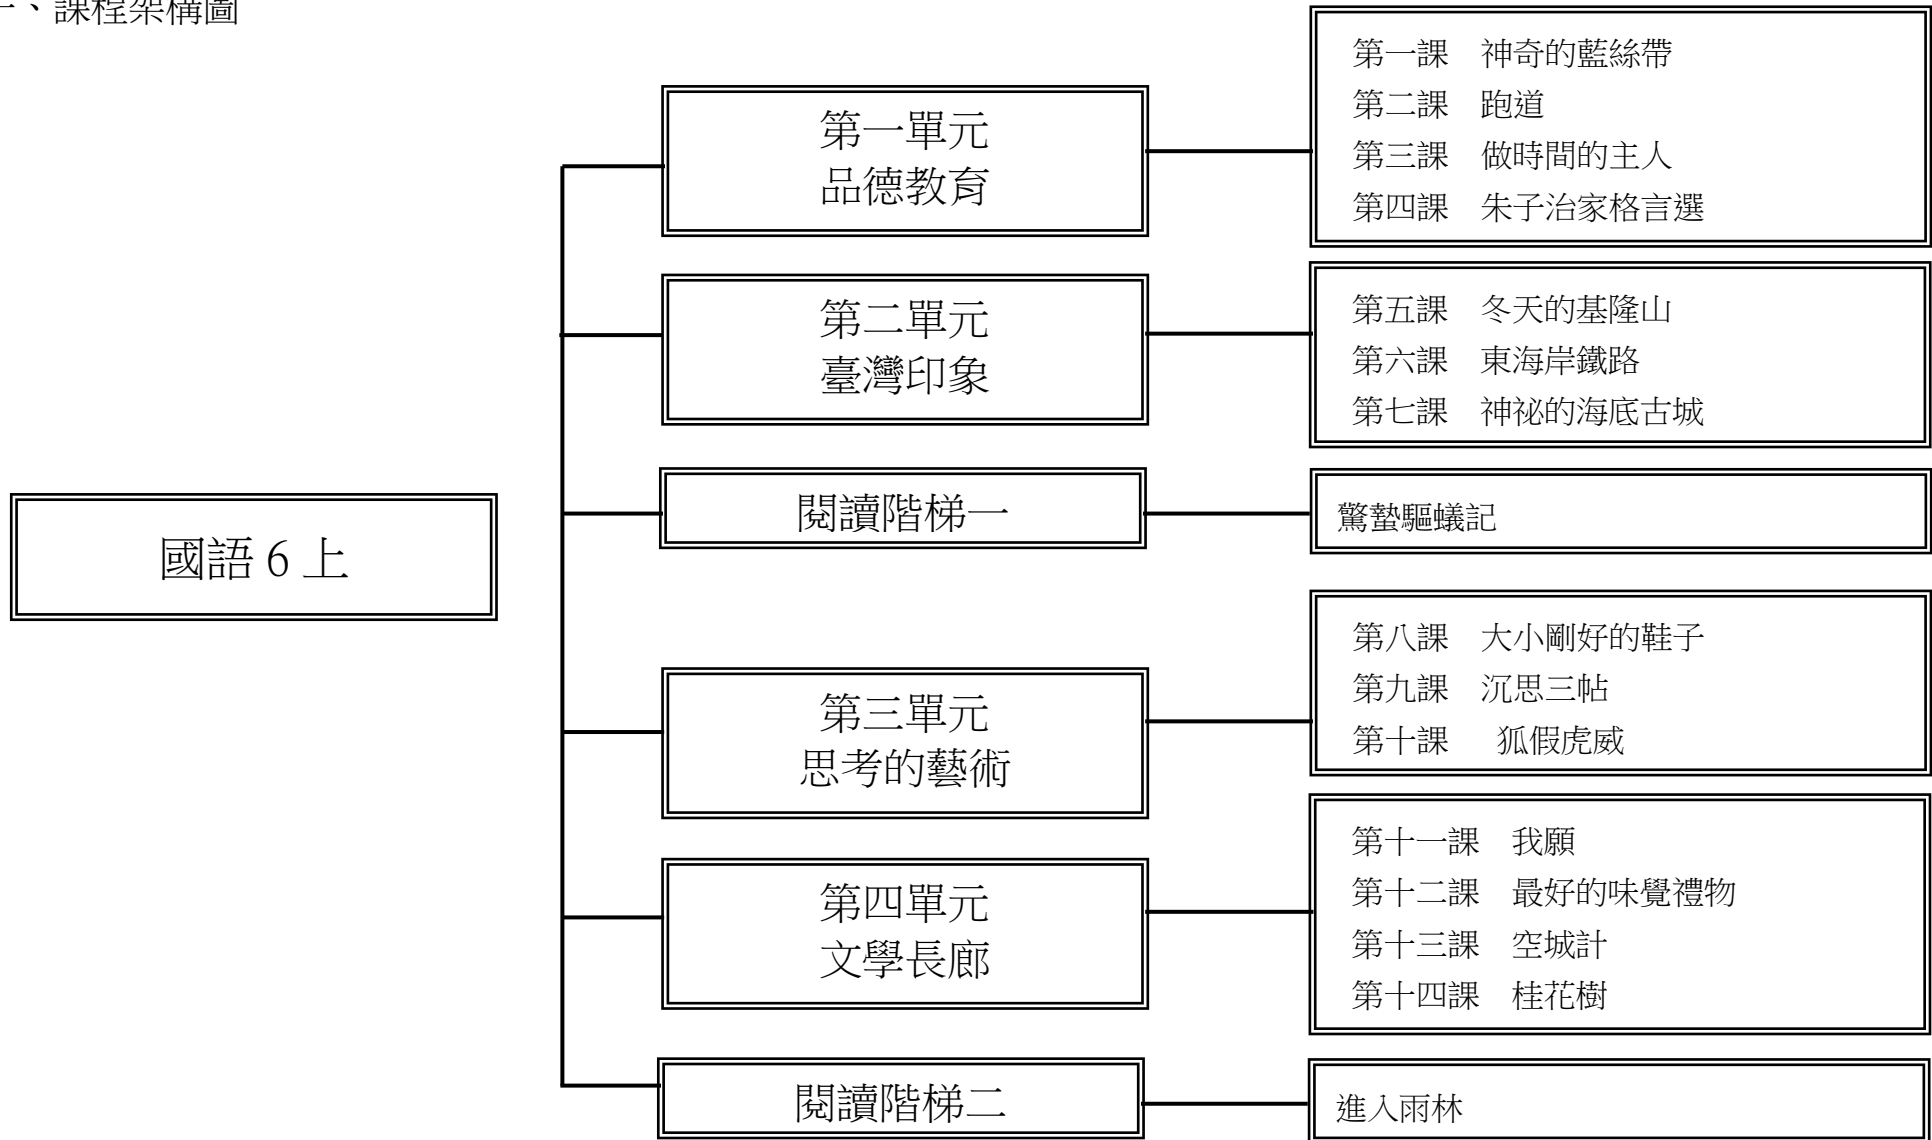 一、課程架構圖
國語 6 上
第一單元
品德教育
第一課　神奇的藍絲帶
第二課　跑道
第三課　做時間的主人
第四課　朱子治家格言選
第二單元
臺灣印象
第五課　冬天的基隆山
第六課　東海岸鐵路
第七課　神祕的海底古城
閱讀階梯一
驚蟄驅蟻記
第三單元
思考的藝術
第八課　大小剛好的鞋子
第九課　沉思三帖
第十課　狐假虎威
第四單元
文學長廊
第十一課　我願
第十二課　最好的味覺禮物
第十三課　空城計
第十四課　桂花樹
閱讀階梯二
進入雨林